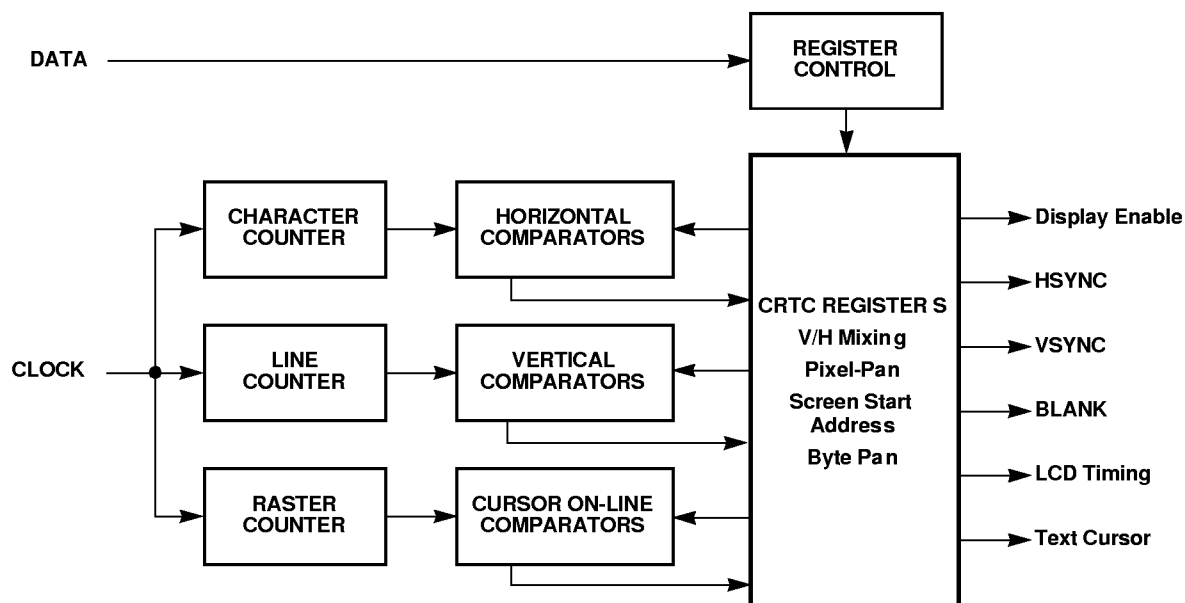 DATA
REGISTER
CONTROL
CHARACTER
COUNTER
HORIZONTAL
COMPARATORS
Display Enable
HSYNC
CRTC REGISTER S
V/H Mixing
Pixel-Pan
Screen Start
Address
Byte Pan
CLOCK
LINE
COUNTER
VERTICAL
COMPARATORS
VSYNC
BLANK
RASTER
COUNTER
CURSOR ON-LINE
COMPARATORS
LCD Timing
Text Cursor